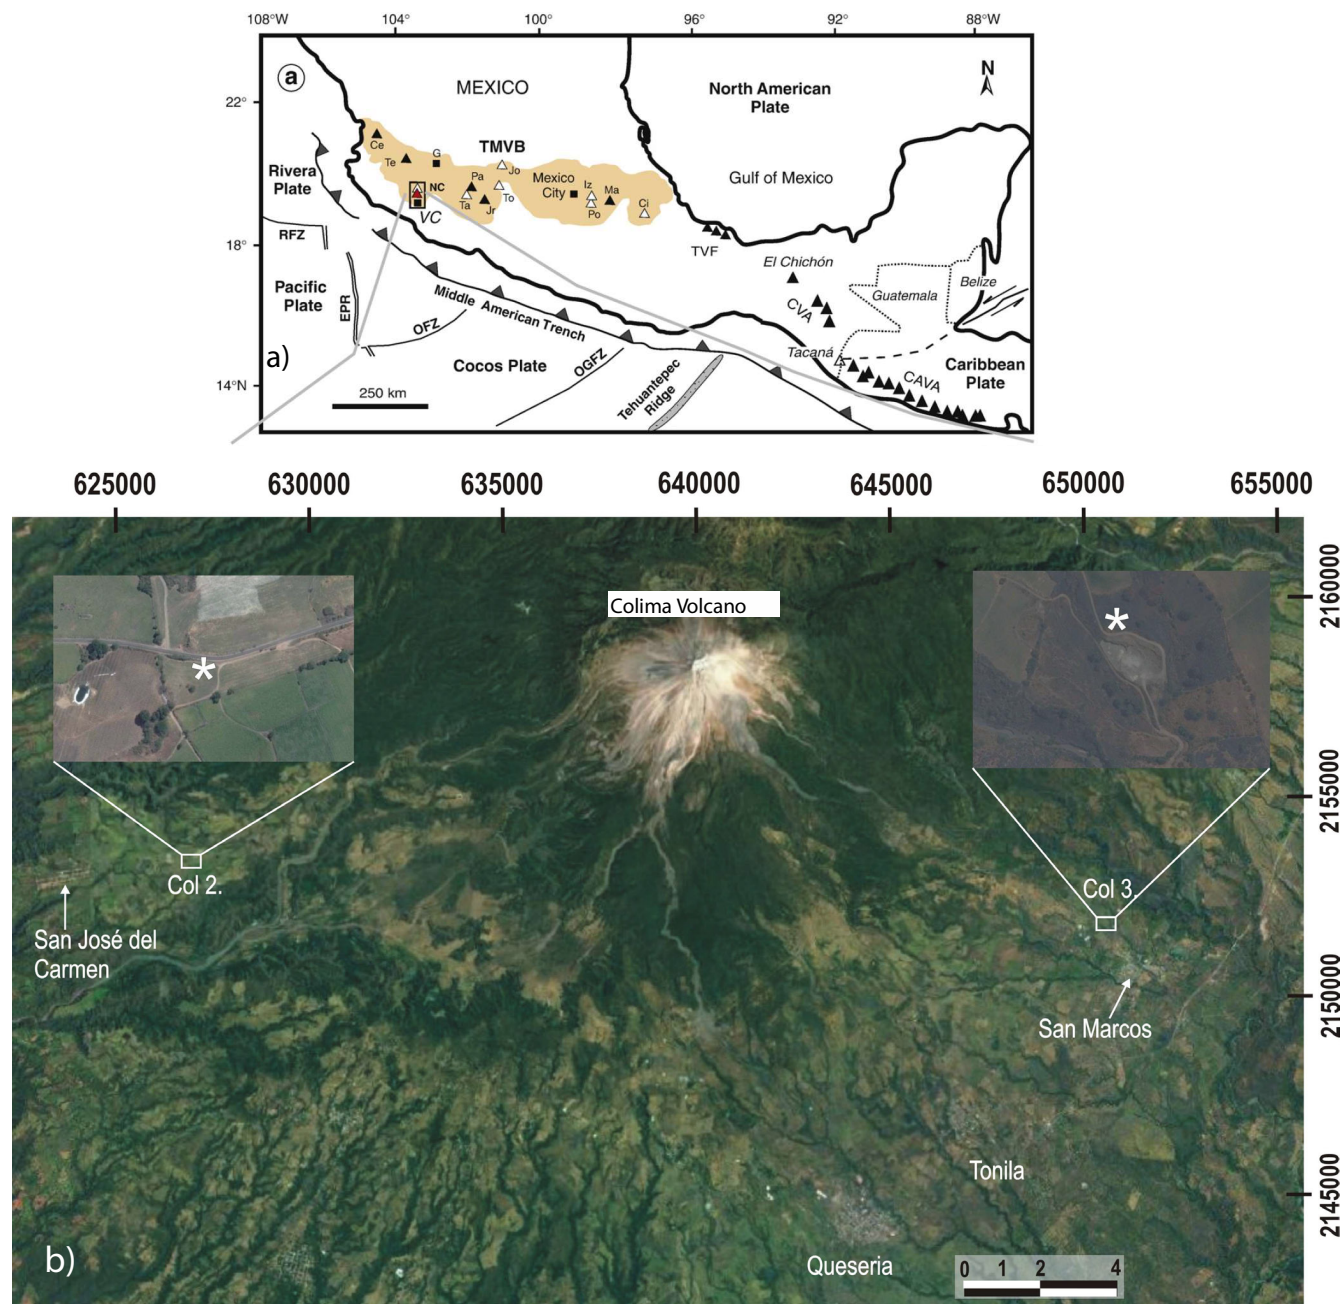 108°W 104° 100° 96° 92° 88°W
a
MEXICO
North American
Plate
N
22°
TMVB
Ce
G
Te
Jo
Rivera
Plate
NC
Pa
Mexico
City
Iz
Ma
Gulf of Mexico
Ta
To
Jr
Po
Ci
VC
RFZ
18°
TVF
El Chichón
Pacific
Plate
EPR
Guatemala
Belize
CVA
Middle American Trench
OFZ
a)
Tacaná
Cocos Plate
OGFZ
Caribbean
Plate
14°N
250 km
Tehuantepec
Ridge
CAVA
625000 630000 635000 640000 645000 650000 655000
2160000
Colima Volcano
*
*
2155000
Col 2.
Col 3.
San José del
Carmen
2150000
San Marcos
Tonila
2145000
b)
Queseria
0 1 2 4